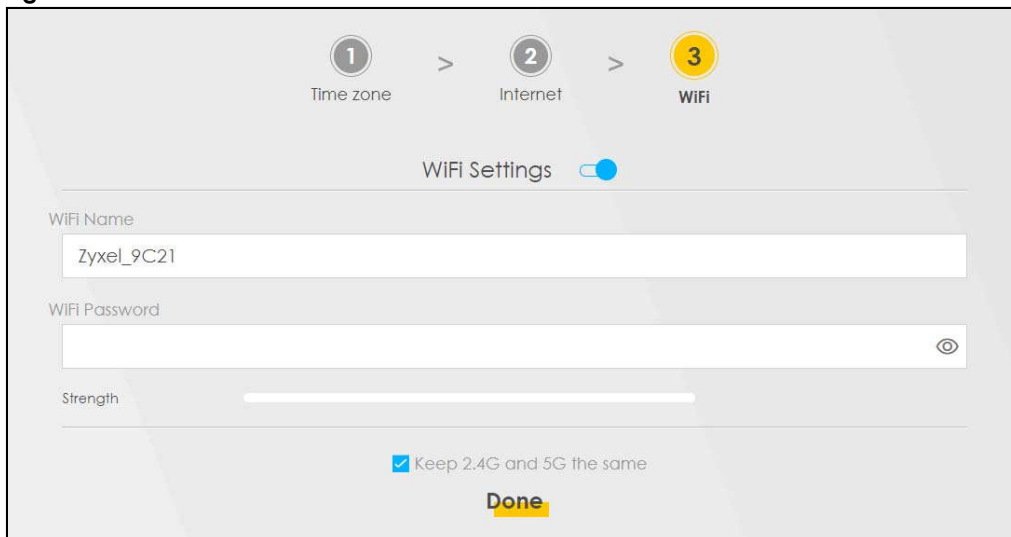 1 > 2 > 3
Time zone Internet WiFi
WiFi Settings
WiFi Name
Zyxel_9C21
WiFi Password
Strength
Keep 2.4G and 5G the same
Done